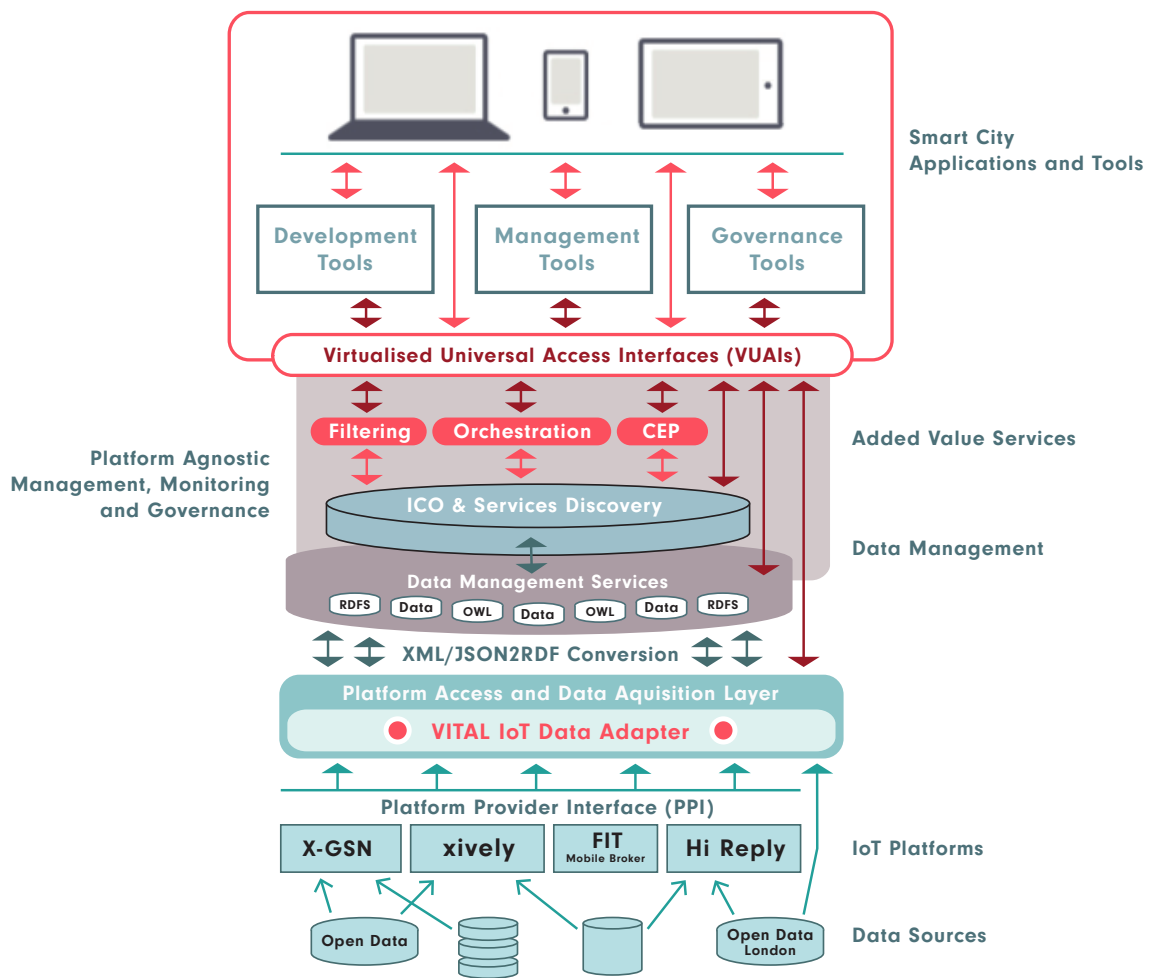 Smart City
Applications and Tools
Development
Tools
Management
Tools
Governance
Tools
Virtualised Universal Access Interfaces (VUAIs)
Filtering
Orchestration
CEP
Added Value Services
Platform Agnostic
Management, Monitoring
and Governance
ICO & Services Discovery
Data Management
Data Management Services
RDFS
Data
OWL
Data
OWL
Data
RDFS
XML/JSON2RDF Conversion
Platform Access and Data Aquisition Layer
VITAL IoT Data Adapter
Platform Provider Interface (PPI)
X-GSN
xively
FIT
Mobile Broker
Hi Reply
IoT Platforms
Open Data
Open Data
London
Data Sources